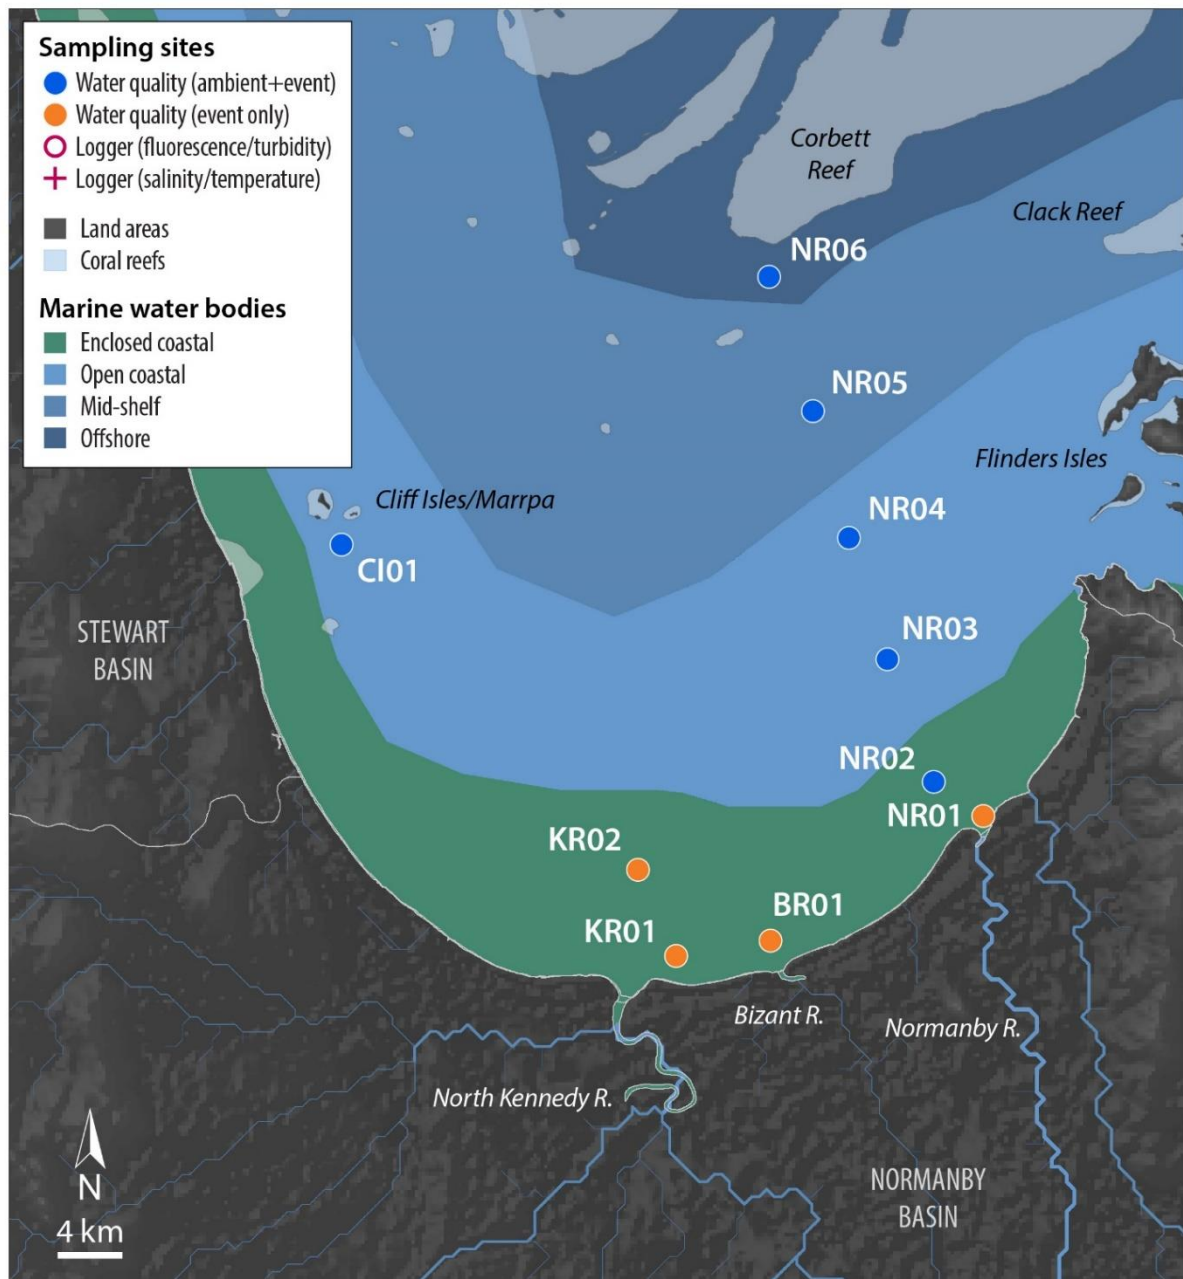 Sampling sites
Water quality (ambient+event)
Water quality (event only)
Logger (fluorescence/turbidity)
Logger (salinity/temperature)
Land areas
Coral reefs
Marine water bodies
Enclosed coastal
Open coastal
Mid-shelf
Offshore
Corbett
Reef
Clack Reef
NR06
NR05
Flinders Isles
Cliff Isles/Marrpa
NR04
CI01
STEWART
BASIN
NR03
NR02
NR01
KR02
BR01
KR01
Bizant R.
Normanby R.
North Kennedy R.
NORMANBY
BASIN
N
4 km